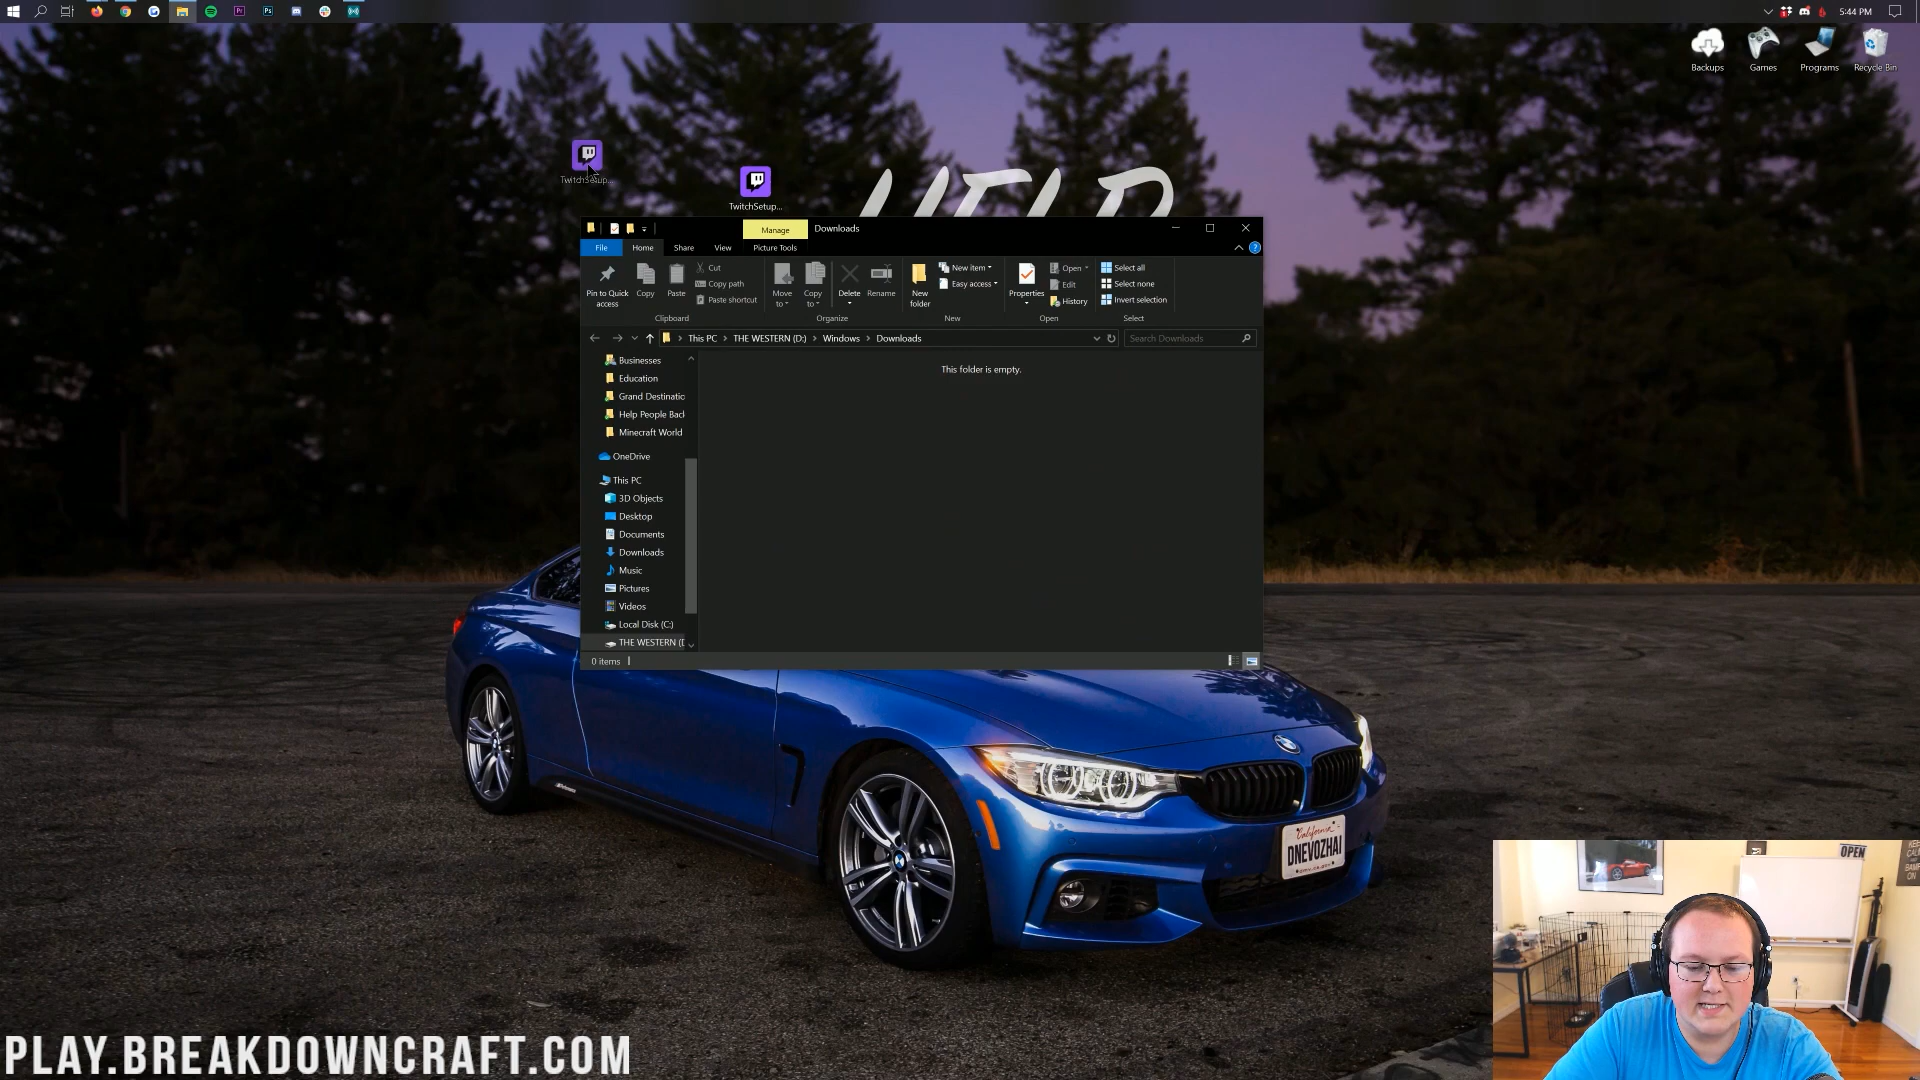 5:44 PM
Backups
Games
Programs
Recycle Bin
TwitchSetup...
TwitchSetup...
HELP
Manage
Downloads
File
Home
Share
View
Picture Tools
Pin to Quick access
Copy
Paste
Cut
Copy path
Paste shortcut
Clipboard
Move to
Copy to
Delete
Rename
Organize
New folder
New item
Easy access
New
Properties
Open
Edit
History
Open
Select all
Select none
Invert selection
Select
This PC > THE WESTERN (D:) > Windows > Downloads
Search Downloads
Businesses
Education
Grand Destinatic
Help People Back
Minecraft World
OneDrive
This PC
3D Objects
Desktop
Documents
Downloads
Music
Pictures
Videos
Local Disk (C:)
THE WESTERN (D
This folder is empty.
0 items
California
DNEVOZHAI
OPEN
PLAY.BREAKDOWNCRAFT.COM